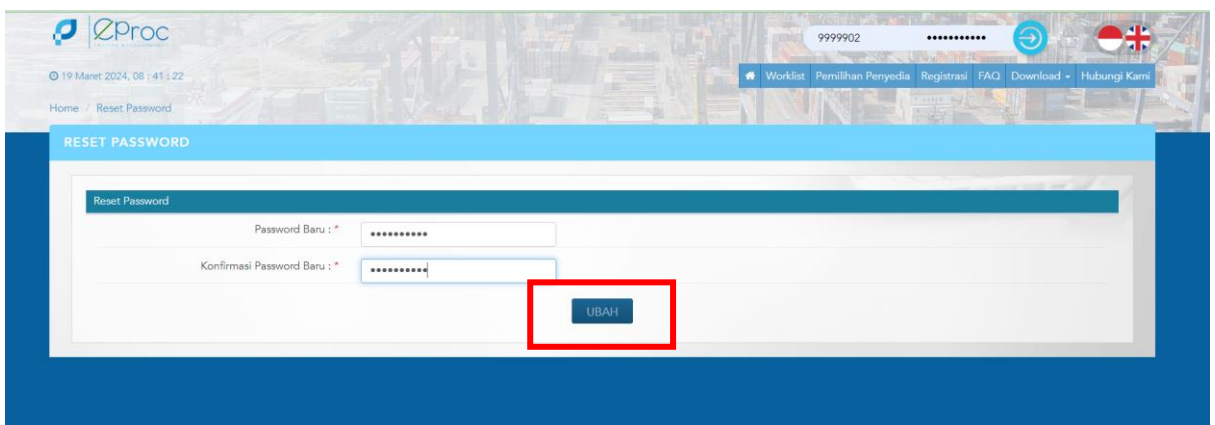 eProc
9999902 •••••••••••
19 Maret 2024, 08 : 41 : 22
Worklist Pemilihan Penyedia Registrasi FAQ Download Hubungi Kami
Home / Reset Password
RESET PASSWORD
Reset Password
Password Baru : * ••••••••••
Konfirmasi Password Baru : * ••••••••••
UBAH